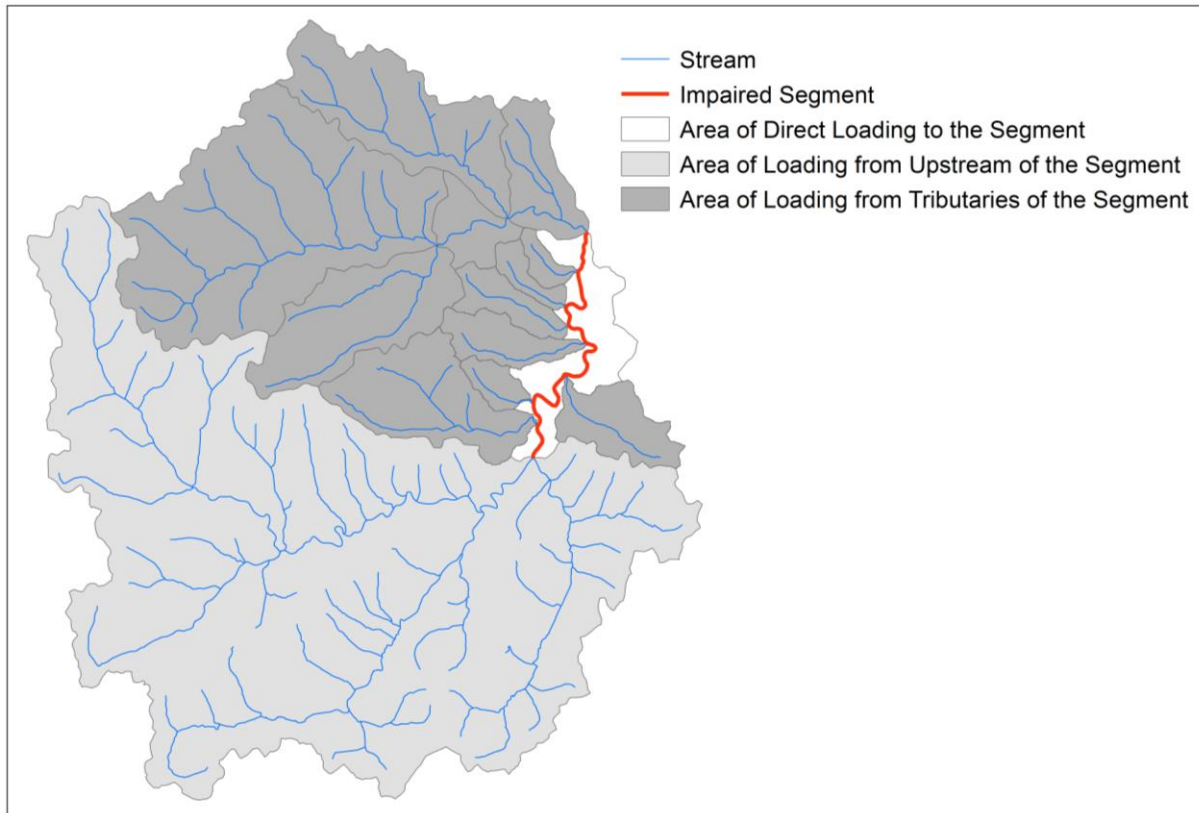 Stream
Impaired Segment
Area of Direct Loading to the Segment
Area of Loading from Upstream of the Segment
Area of Loading from Tributaries of the Segment